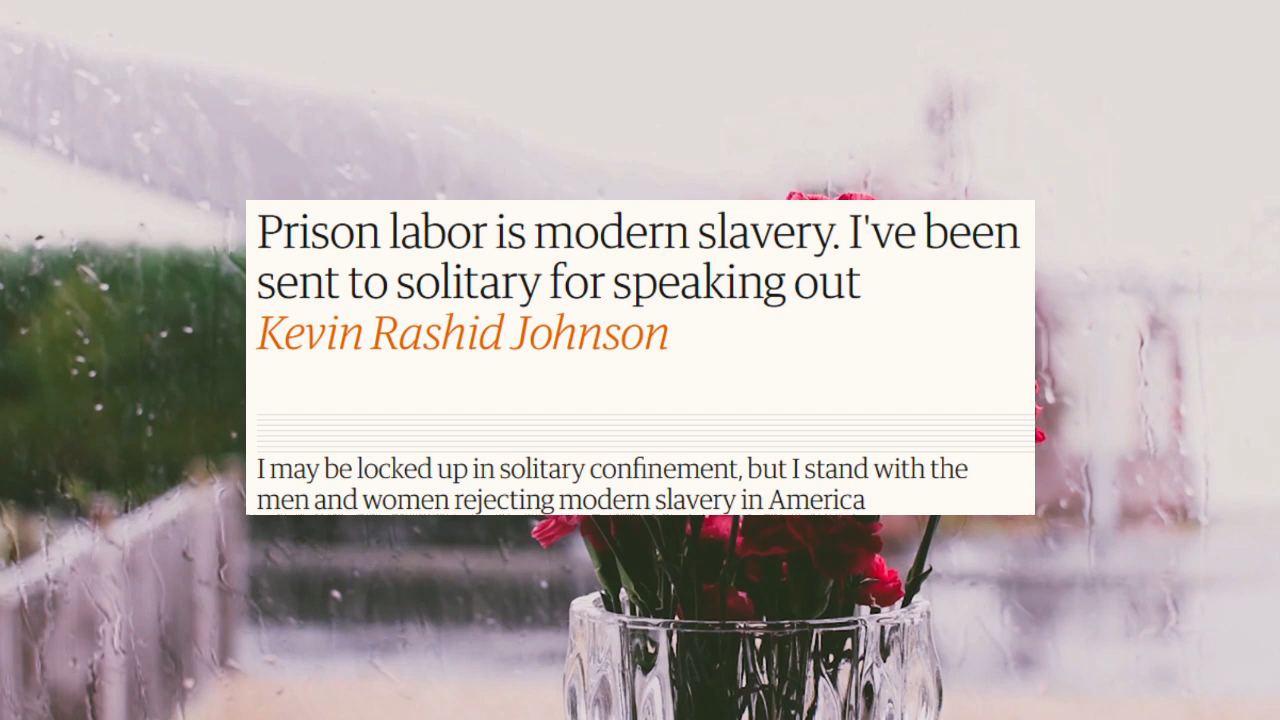 Prison labor is modern slavery. I've been
sent to solitary for speaking out
Kevin Rashid Johnson
I may be locked up in solitary confinement, but I stand with the
men and women rejecting modern slavery in America